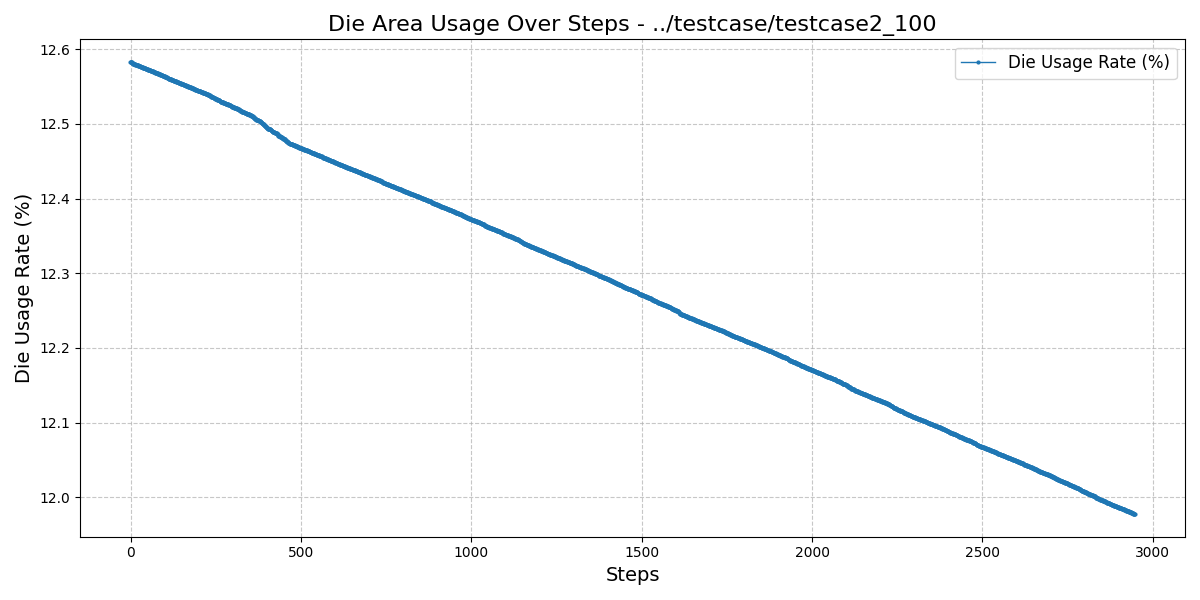 Die Area Usage Over Steps - ../testcase/testcase2_100
Die Usage Rate (%)
12.6
12.5
12.4
12.3
12.2
12.1
12.0
Die Usage Rate (%)
0 500 1000 1500 2000 2500 3000
Steps